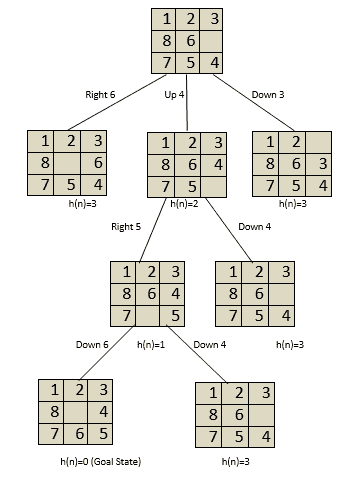 1 2 3
8 6
7 5 4
Right 6 Up 4 Down 3
1 2 3 1 2 3 1 2
8 6 8 6 4 8 6 3
7 5 4 7 5 7 5 4
h(n)=3 h(n)=2 h(n)=3
Right 5 Down 4
1 2 3 1 2 3
8 6 4 8 6
7 5 7 5 4
Down 6 h(n)=1 Down 4 h(n)=3
1 2 3 1 2 3
8 4 8 6
7 6 5 7 5 4
h(n)=0 (Goal State) h(n)=3